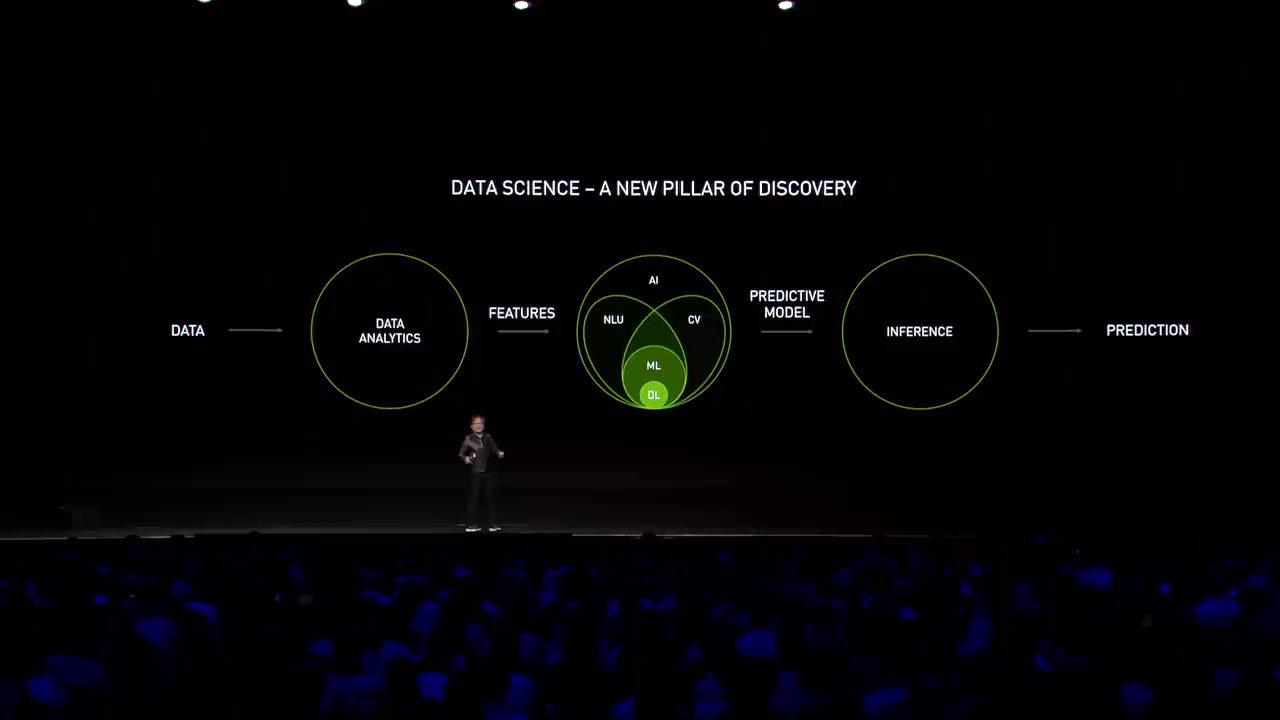 DATA SCIENCE – A NEW PILLAR OF DISCOVERY
DATA
DATA
ANALYTICS
FEATURES
AI
NLU
CV
ML
DL
PREDICTIVE
MODEL
INFERENCE
PREDICTION